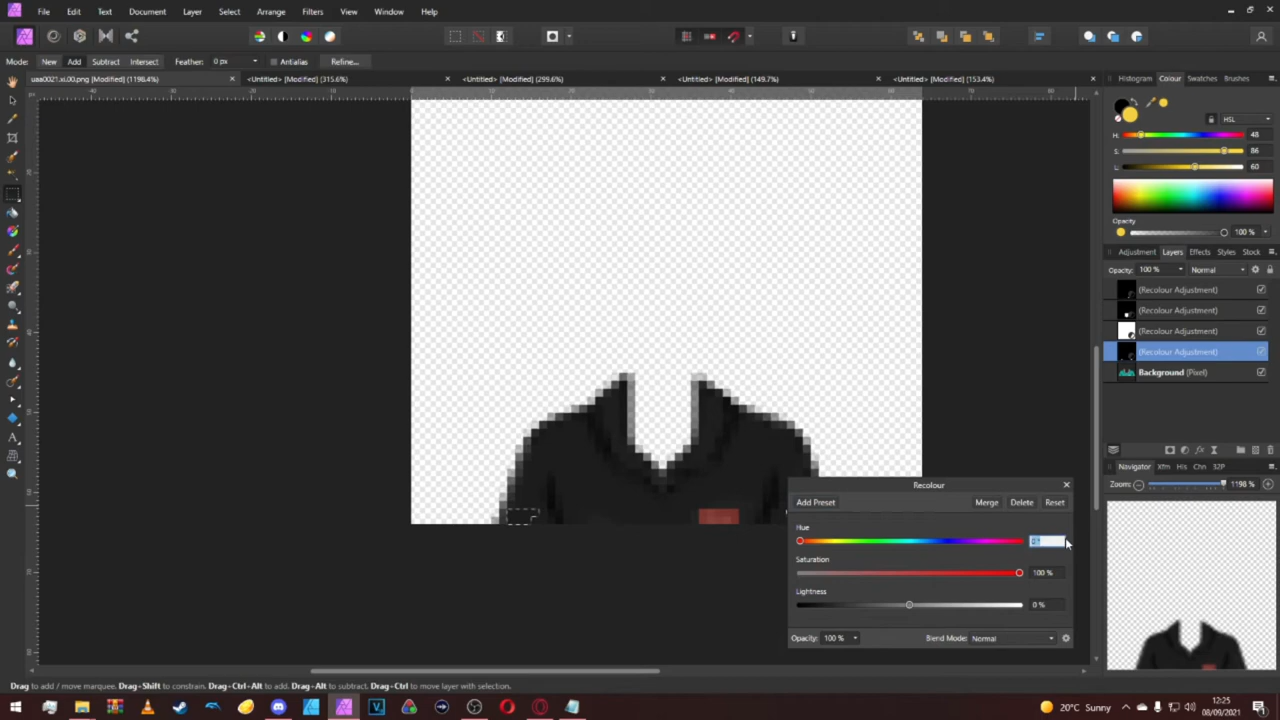 File Edit Text Document Layer Select Arrange Filters View Window Help
Mode: New Add Subtract Intersect Feather: 0 px Antialias Refine...
uaa0021.xi.00.png [Modified] (1198.4%) × <Untitled> [Modified] (315.6%) × <Untitled> [Modified] (299.6%) × <Untitled> [Modified] (149.7%) × <Untitled> [Modified] (153.4%) ×
Histogram Colour Swatches Brushes
HSL
H: 48
S: 86
L: 60
Opacity
100 %
Adjustment Layers Effects Styles Stock
Opacity: 100 % Normal
(Recolour Adjustment)
(Recolour Adjustment)
(Recolour Adjustment)
(Recolour Adjustment)
Background (Pixel)
Navigator Xfm His Chn 32P
Zoom: 1198 %
Recolour
Add Preset Merge Delete Reset
Hue
Saturation
100 %
Lightness
0 %
Opacity: 100 % Blend Mode: Normal
Drag to add / move marquee. Drag+Shift to constrain. Drag+Ctrl+Alt to add. Drag+Alt to subtract. Drag+Ctrl to move layer with selection.
20°C Sunny
12:25
08/09/2021